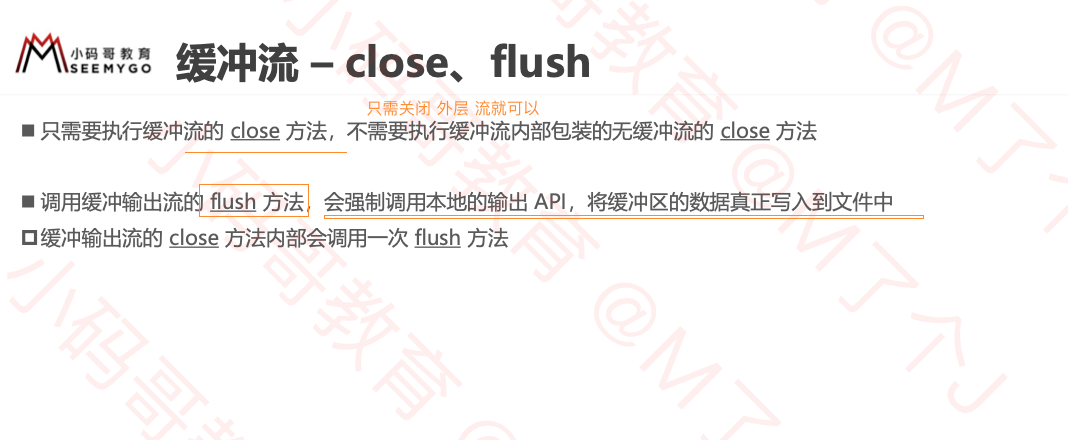 小码哥教育
SEEMYGO
缓冲流 – close、flush
只需关闭 外层 流就可以
■ 只需要执行缓冲流的 close 方法，不需要执行缓冲流内部包装的无缓冲流的 close 方法
■ 调用缓冲输出流的 flush 方法，会强制调用本地的输出 API，将缓冲区的数据真正写入到文件中
缓冲输出流的 close 方法内部会调用一次 flush 方法
小码哥教育 @M了个J
小码哥教育 @M了个J
小码哥教育 @M了